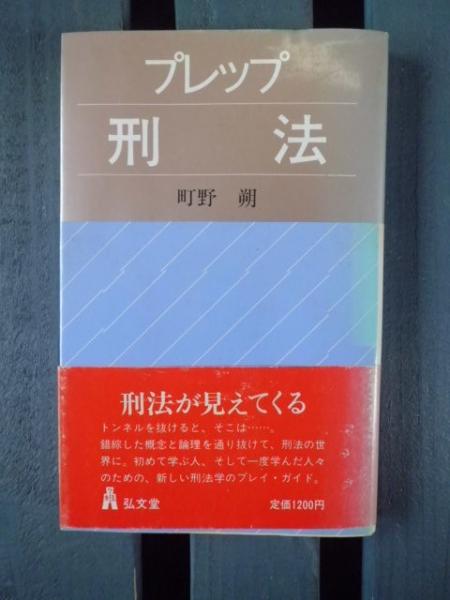 プレップ
刑法
町野 朔
刑法が見えてくる
トンネルを抜けると、そこは……。
錯綜した概念と論理を通り抜けて、刑法の世
界に。初めて学ぶ人、そして一度学んだ人々
のための、新しい刑法学のプレイ・ガイド。
弘文堂 定価1200円